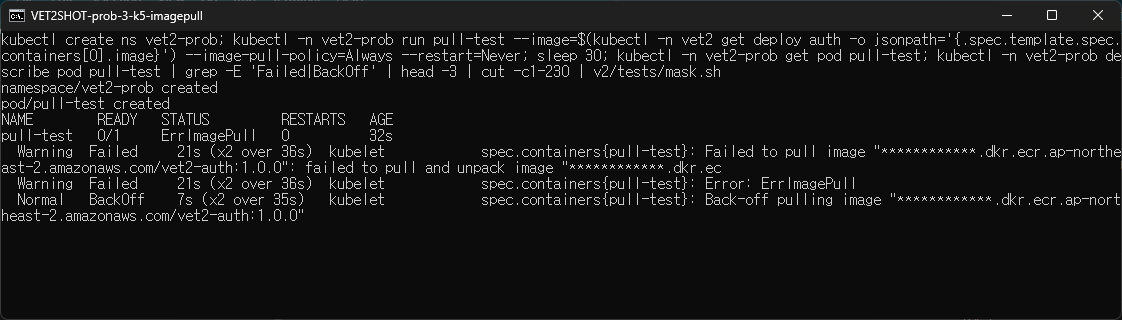 VET2SHOT-prob-3-k5-imagepull
kubectl create ns vet2-prob; kubectl -n vet2-prob run pull-test --image=$(kubectl -n vet2 get deploy auth -o jsonpath='{.spec.template.spec.
containers[0].image}') --image-pull-policy=Always --restart=Never; sleep 30; kubectl -n vet2-prob get pod pull-test; kubectl -n vet2-prob de
scribe pod pull-test | grep -E 'Failed|BackOff' | head -3 | cut -c1-230 | v2/tests/mask.sh
namespace/vet2-prob created
pod/pull-test created
NAME        READY   STATUS         RESTARTS   AGE
pull-test   0/1     ErrImagePull   0          32s
  Warning  Failed     21s (x2 over 36s)  kubelet            spec.containers{pull-test}: Failed to pull image "************.dkr.ecr.ap-northe
ast-2.amazonaws.com/vet2-auth:1.0.0": failed to pull and unpack image "************.dkr.ec
  Warning  Failed     21s (x2 over 36s)  kubelet            spec.containers{pull-test}: Error: ErrImagePull
  Normal   BackOff    7s (x2 over 35s)   kubelet            spec.containers{pull-test}: Back-off pulling image "************.dkr.ecr.ap-nort
heast-2.amazonaws.com/vet2-auth:1.0.0"